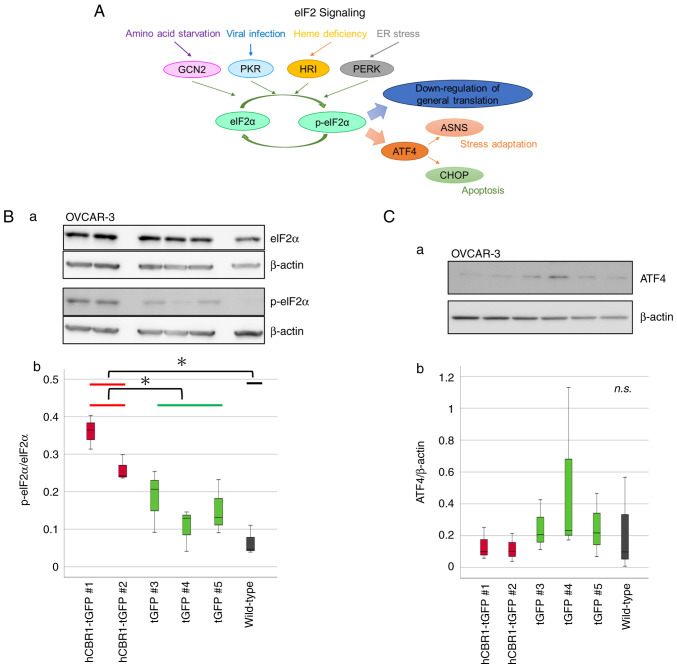 A
eIF2 Signaling
Amino acid starvation
Viral infection
Heme deficiency
ER stress
GCN2
PKR
HRI
PERK
eIF2α
p-eIF2α
Down-regulation of
general translation
ATF4
ASNS
Stress adaptation
CHOP
Apoptosis
B
a
OVCAR-3
eIF2α
β-actin
p-eIF2α
β-actin
b
p-eIF2α/eIF2α
0.5
0.4
0.3
0.2
0.1
0
*
*
hCBR1-tGFP #1
hCBR1-tGFP #2
tGFP #3
tGFP #4
tGFP #5
Wild-type
C
a
OVCAR-3
ATF4
β-actin
b
ATF4/β-actin
1.2
1
0.8
0.6
0.4
0.2
0
n.s.
hCBR1-tGFP #1
hCBR1-tGFP #2
tGFP #3
tGFP #4
tGFP #5
Wild-type